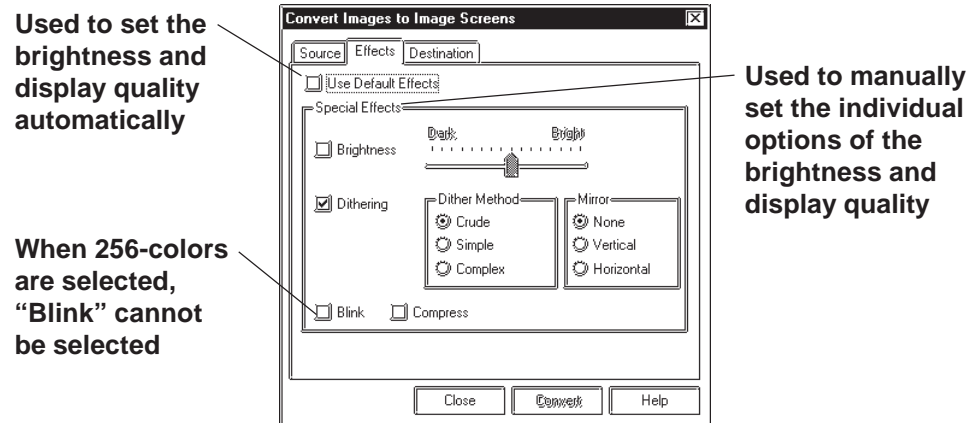 Used to set the
brightness and
display quality
automatically
Convert Images to Image Screens
Source Effects Destination
Use Default Effects
Special Effects
Brightness
Dark Bright
Dithering
Dither Method
Crude
Simple
Complex
Mirror
None
Vertical
Horizontal
Blink Compress
Close Convert Help
Used to manually
set the individual
options of the
brightness and
display quality
When 256-colors
are selected,
“Blink” cannot
be selected